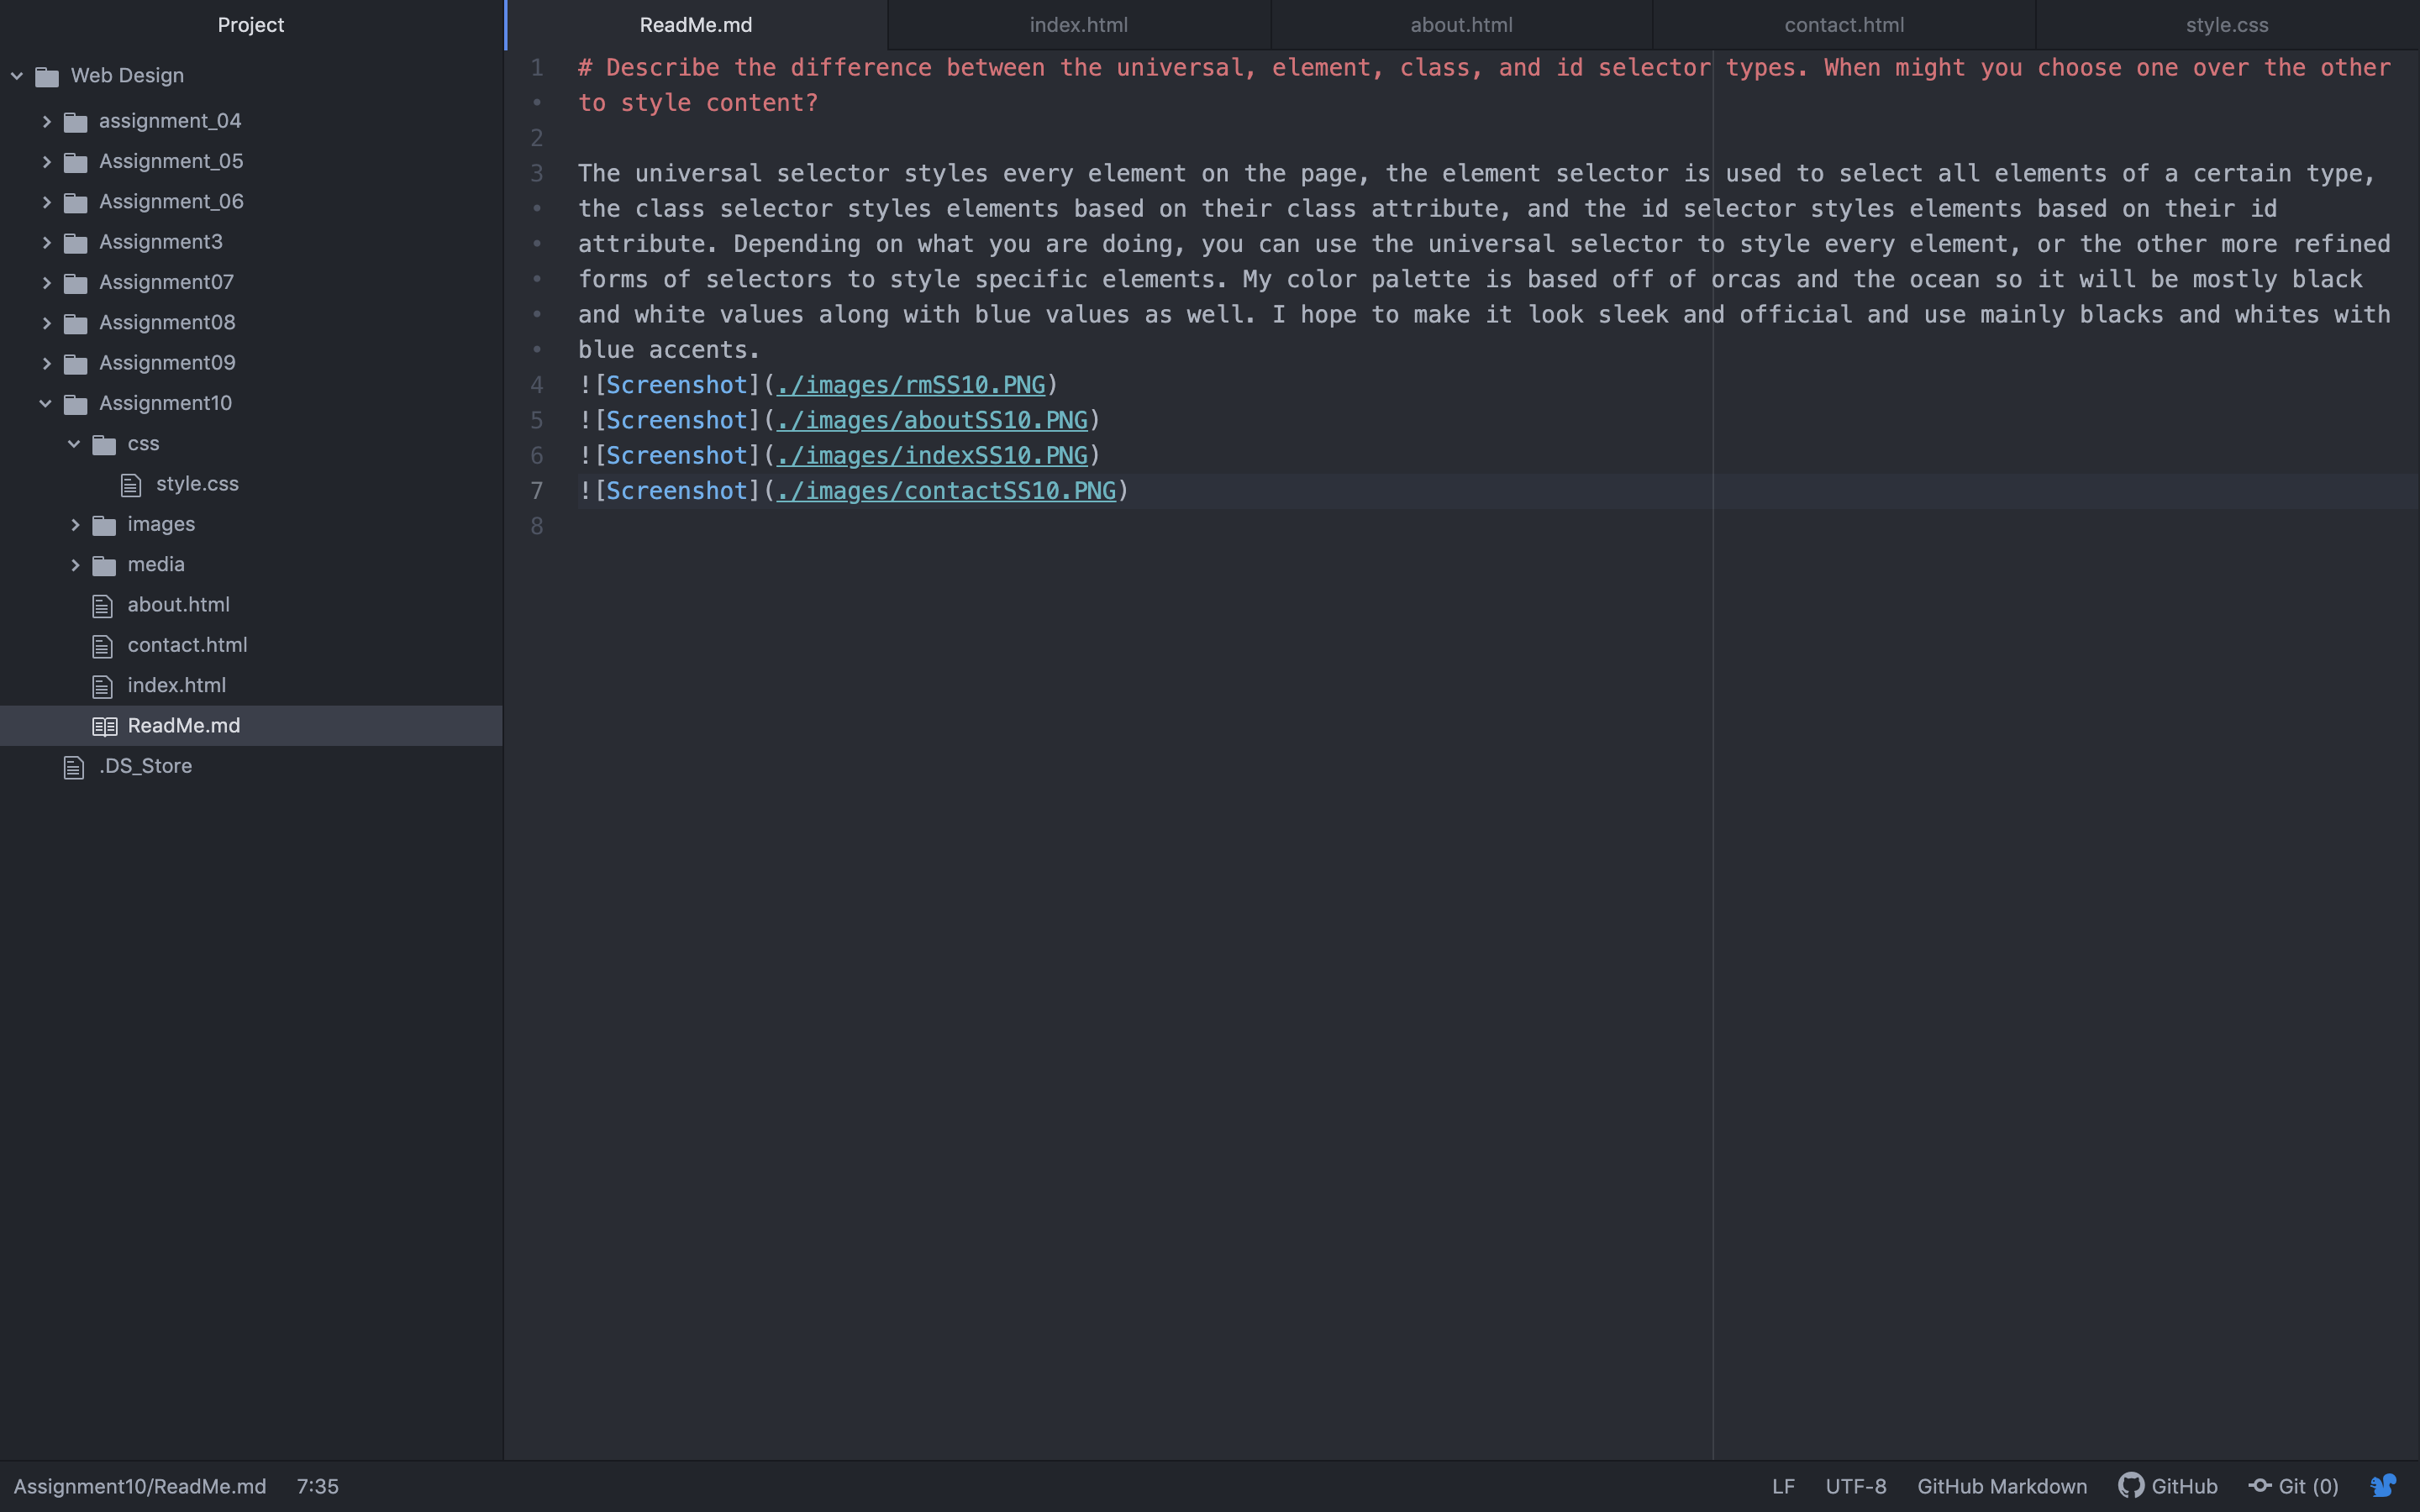 Project
Web Design
assignment_04
Assignment_05
Assignment_06
Assignment3
Assignment07
Assignment08
Assignment09
Assignment10
css
style.css
images
media
about.html
contact.html
index.html
ReadMe.md
.DS_Store
ReadMe.md index.html about.html contact.html style.css
1 # Describe the difference between the universal, element, class, and id selector types. When might you choose one over the other
• to style content?
2
3 The universal selector styles every element on the page, the element selector is used to select all elements of a certain type,
• the class selector styles elements based on their class attribute, and the id selector styles elements based on their id
• attribute. Depending on what you are doing, you can use the universal selector to style every element, or the other more refined
• forms of selectors to style specific elements. My color palette is based off of orcas and the ocean so it will be mostly black
• and white values along with blue values as well. I hope to make it look sleek and official and use mainly blacks and whites with
• blue accents.
4 ![Screenshot](./images/rmSS10.PNG)
5 ![Screenshot](./images/aboutSS10.PNG)
6 ![Screenshot](./images/indexSS10.PNG)
7 ![Screenshot](./images/contactSS10.PNG)
8
Assignment10/ReadMe.md 7:35 LF UTF-8 GitHub Markdown GitHub Git (0)